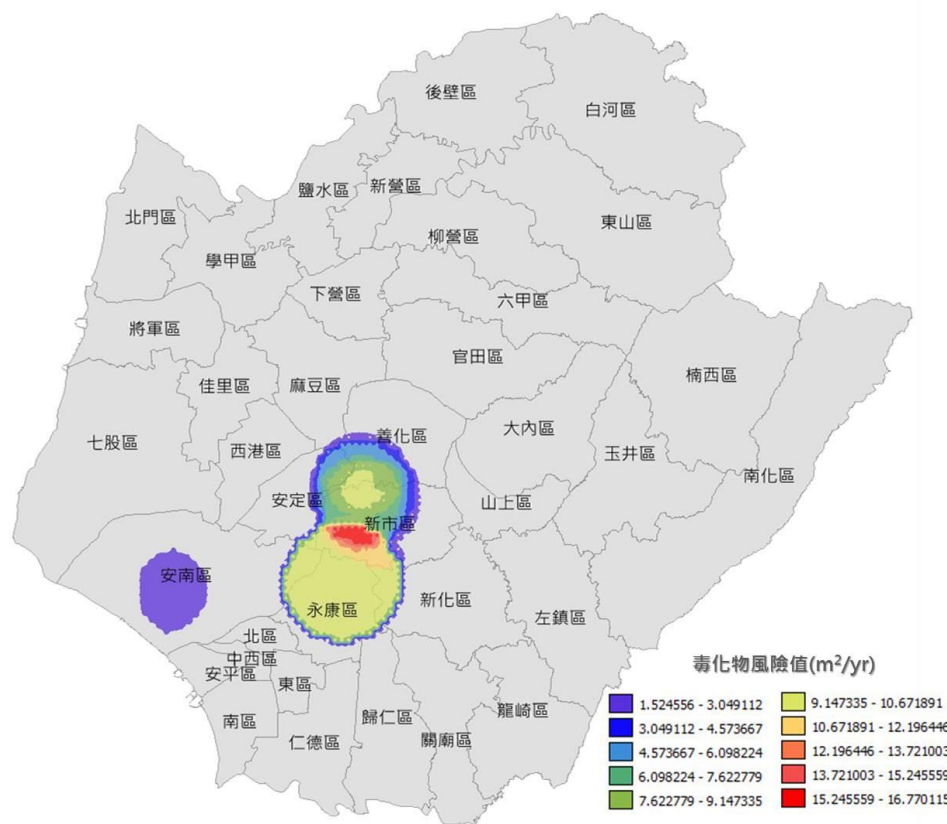 後壁區
白河區
鹽水區
新營區
北門區
柳營區
東山區
學甲區
下營區
六甲區
將軍區
官田區
楠西區
佳里區
麻豆區
七股區
善化區
大內區
西港區
玉井區
南化區
安定區
山上區
新市區
安南區
永康區
新化區
左鎮區
北區
中西區
安平區
東區
南區
歸仁區
龍崎區
仁德區
關廟區
毒化物風險值(m²/yr)
1.524556 - 3.049112
3.049112 - 4.573667
4.573667 - 6.098224
6.098224 - 7.622779
7.622779 - 9.147335
9.147335 - 10.671891
10.671891 - 12.196446
12.196446 - 13.721003
13.721003 - 15.245559
15.245559 - 16.770115